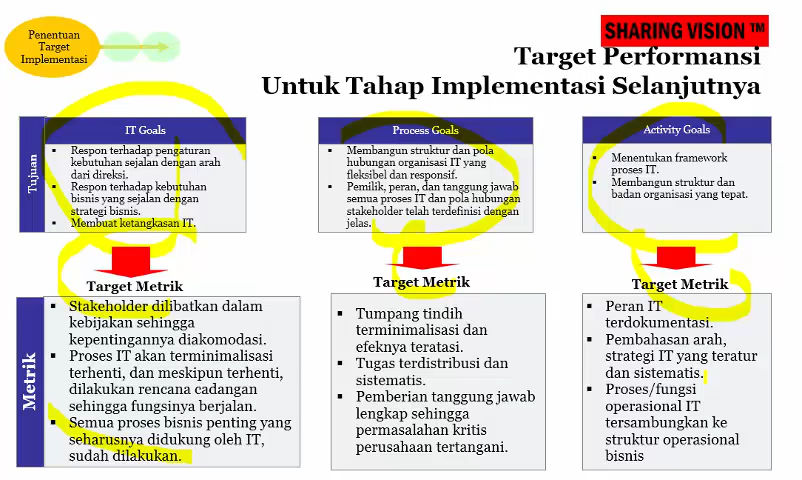 Penentuan
Target
Implementasi
SHARING VISION ™
Target Performansi
Untuk Tahap Implementasi Selanjutnya
Tujuan
IT Goals
▪ Respon terhadap pengaturan
kebutuhan sejalan dengan arah
dari direksi.
▪ Respon terhadap kebutuhan
bisnis yang sejalan dengan
strategi bisnis.
▪ Membuat ketangkasan IT.
Process Goals
▪ Membangun struktur dan pola
hubungan organisasi IT yang
fleksibel dan responsif.
▪ Pemilik, peran, dan tanggung jawab
semua proses IT dan pola hubungan
stakeholder telah terdefinisi dengan
jelas.
Activity Goals
▪ Menentukan framework
proses IT.
▪ Membangun struktur dan
badan organisasi yang tepat.
Target Metrik
Target Metrik
Target Metrik
Metrik
▪ Stakeholder dilibatkan dalam
kebijakan sehingga
kepentingannya diakomodasi.
▪ Proses IT akan terminimalisasi
terhenti, dan meskipun terhenti,
dilakukan rencana cadangan
sehingga fungsinya berjalan.
▪ Semua proses bisnis penting yang
seharusnya didukung oleh IT,
sudah dilakukan.
▪ Tumpang tindih
terminimalisasi dan
efeknya teratasi.
▪ Tugas terdistribusi dan
sistematis.
▪ Pemberian tanggung jawab
lengkap sehingga
permasalahan kritis
perusahaan tertangani.
▪ Peran IT
terdokumentasi.
▪ Pembahasan arah,
strategi IT yang teratur
dan sistematis.
▪ Proses/fungsi
operasional IT
tersambungkan ke
struktur operasional
bisnis